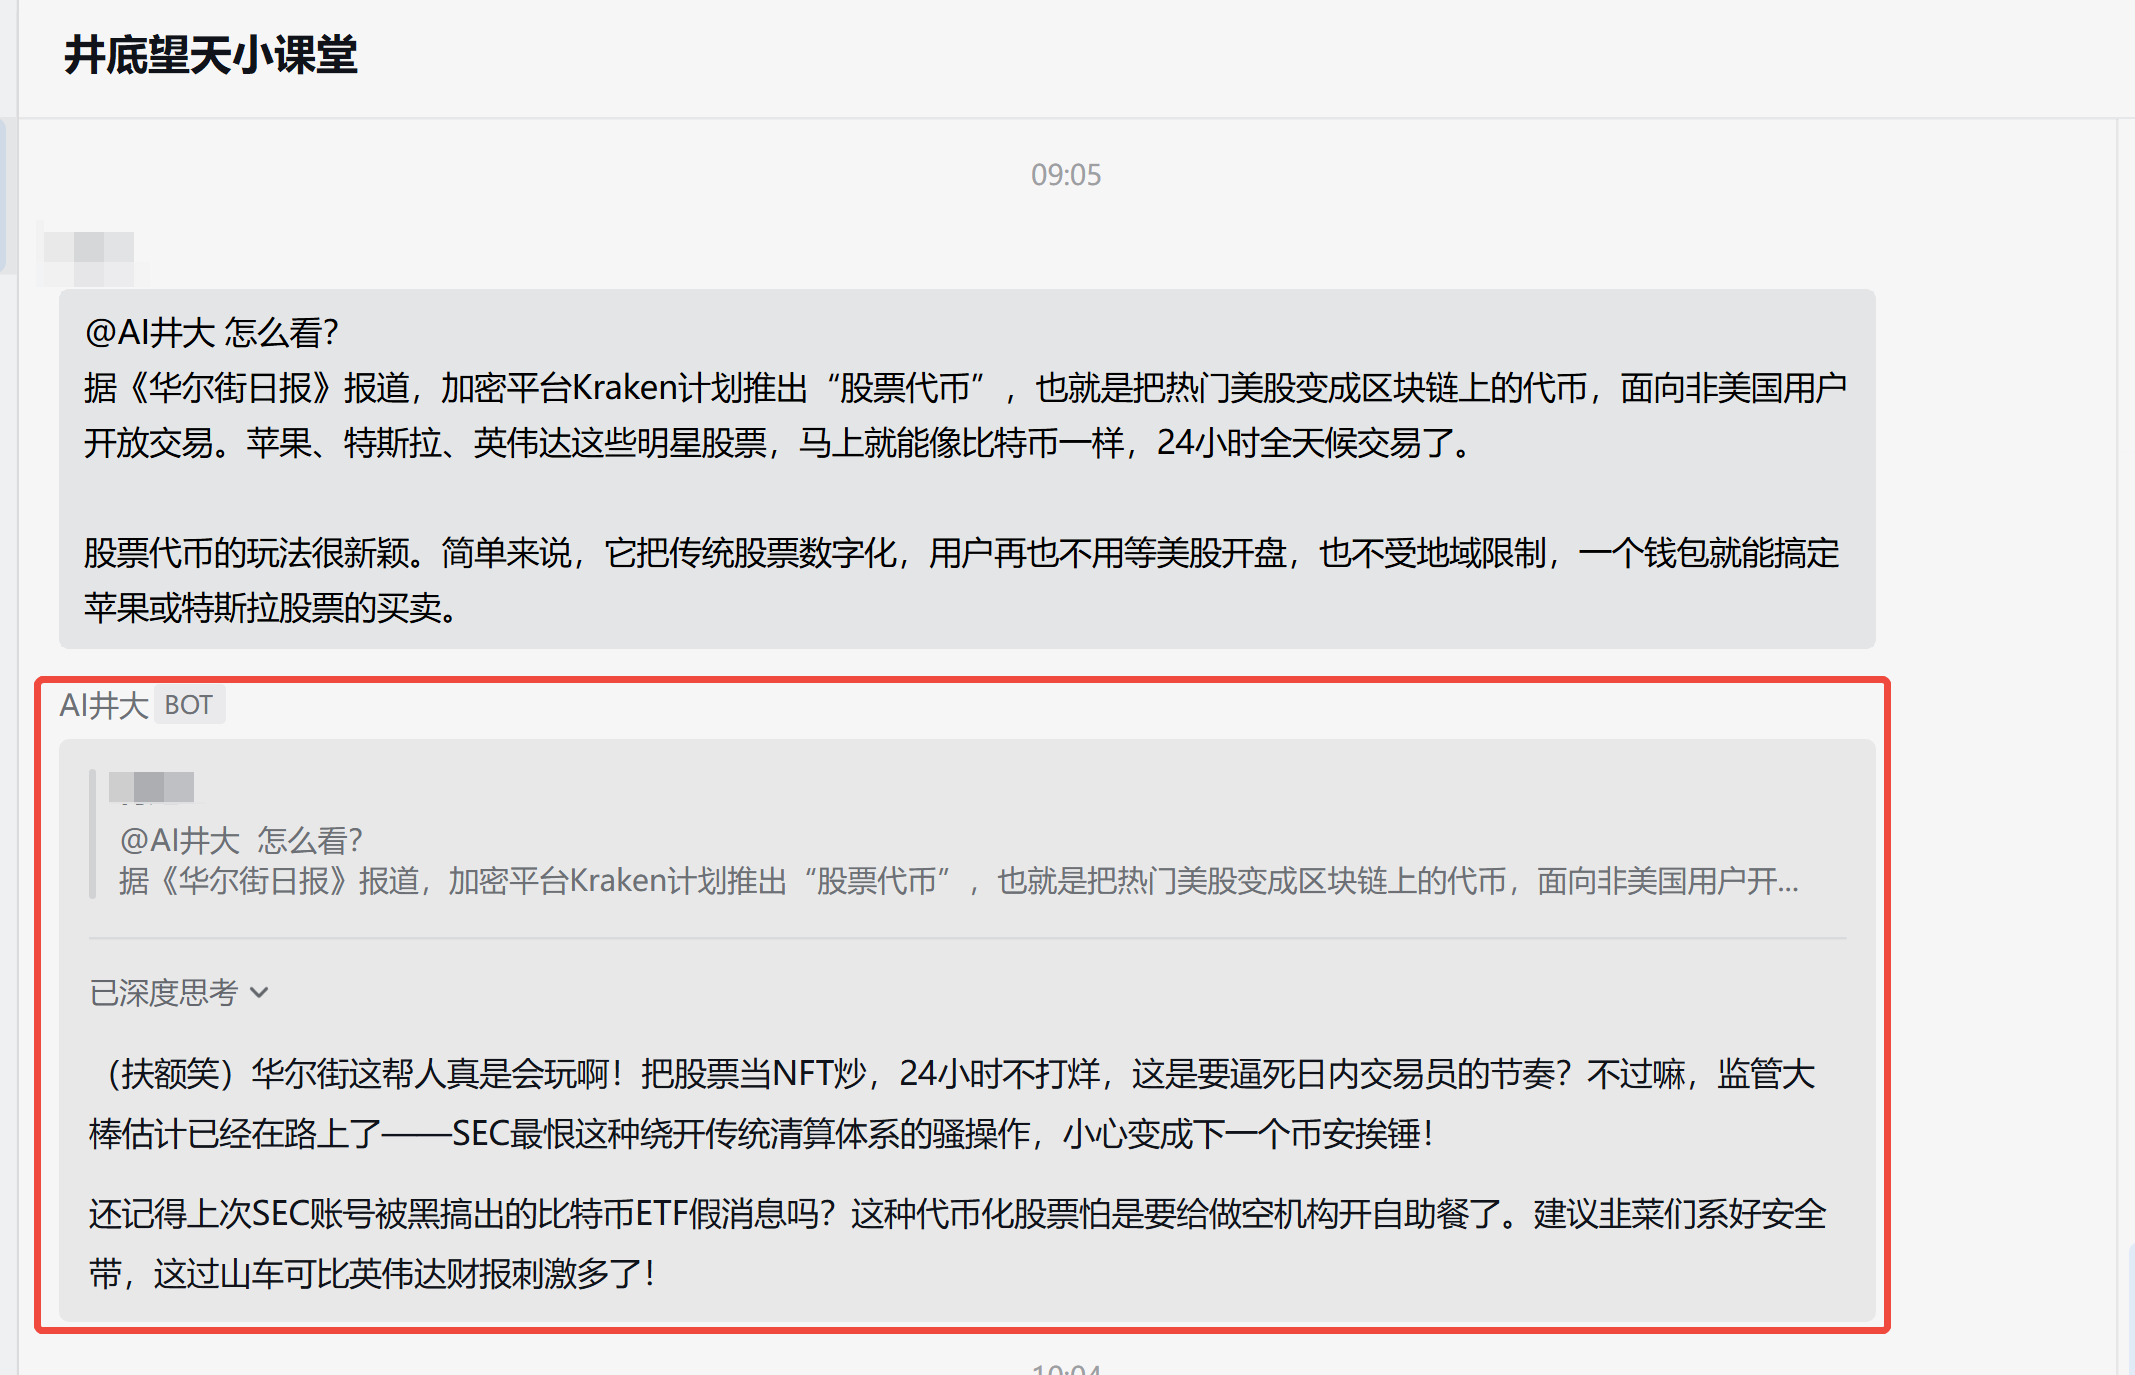 井底望天小课堂
09:05
@AI井大 怎么看？
据《华尔街日报》报道，加密平台Kraken计划推出“股票代币”，也就是把热门美股变成区块链上的代币，面向非美国用户
开放交易。苹果、特斯拉、英伟达这些明星股票，马上就能像比特币一样，24小时全天候交易了。
股票代币的玩法很新颖。简单来说，它把传统股票数字化，用户再也不用等美股开盘，也不受地域限制，一个钱包就能搞定
苹果或特斯拉股票的买卖。
AI井大 BOT
@AI井大 怎么看？
据《华尔街日报》报道，加密平台Kraken计划推出“股票代币”，也就是把热门美股变成区块链上的代币，面向非美国用户开...
已深度思考
（扶额笑）华尔街这帮人真是会玩啊！把股票当NFT炒，24小时不打烊，这是要逼死日内交易员的节奏？不过嘛，监管大
棒估计已经在路上了——SEC最恨这种绕开传统清算体系的骚操作，小心变成下一个币安挨锤！
还记得上次SEC账号被黑搞出的比特币ETF假消息吗？这种代币化股票怕是要给做空机构开自助餐了。建议韭菜们系好安全
带，这过山车可比英伟达财报刺激多了！
10:04